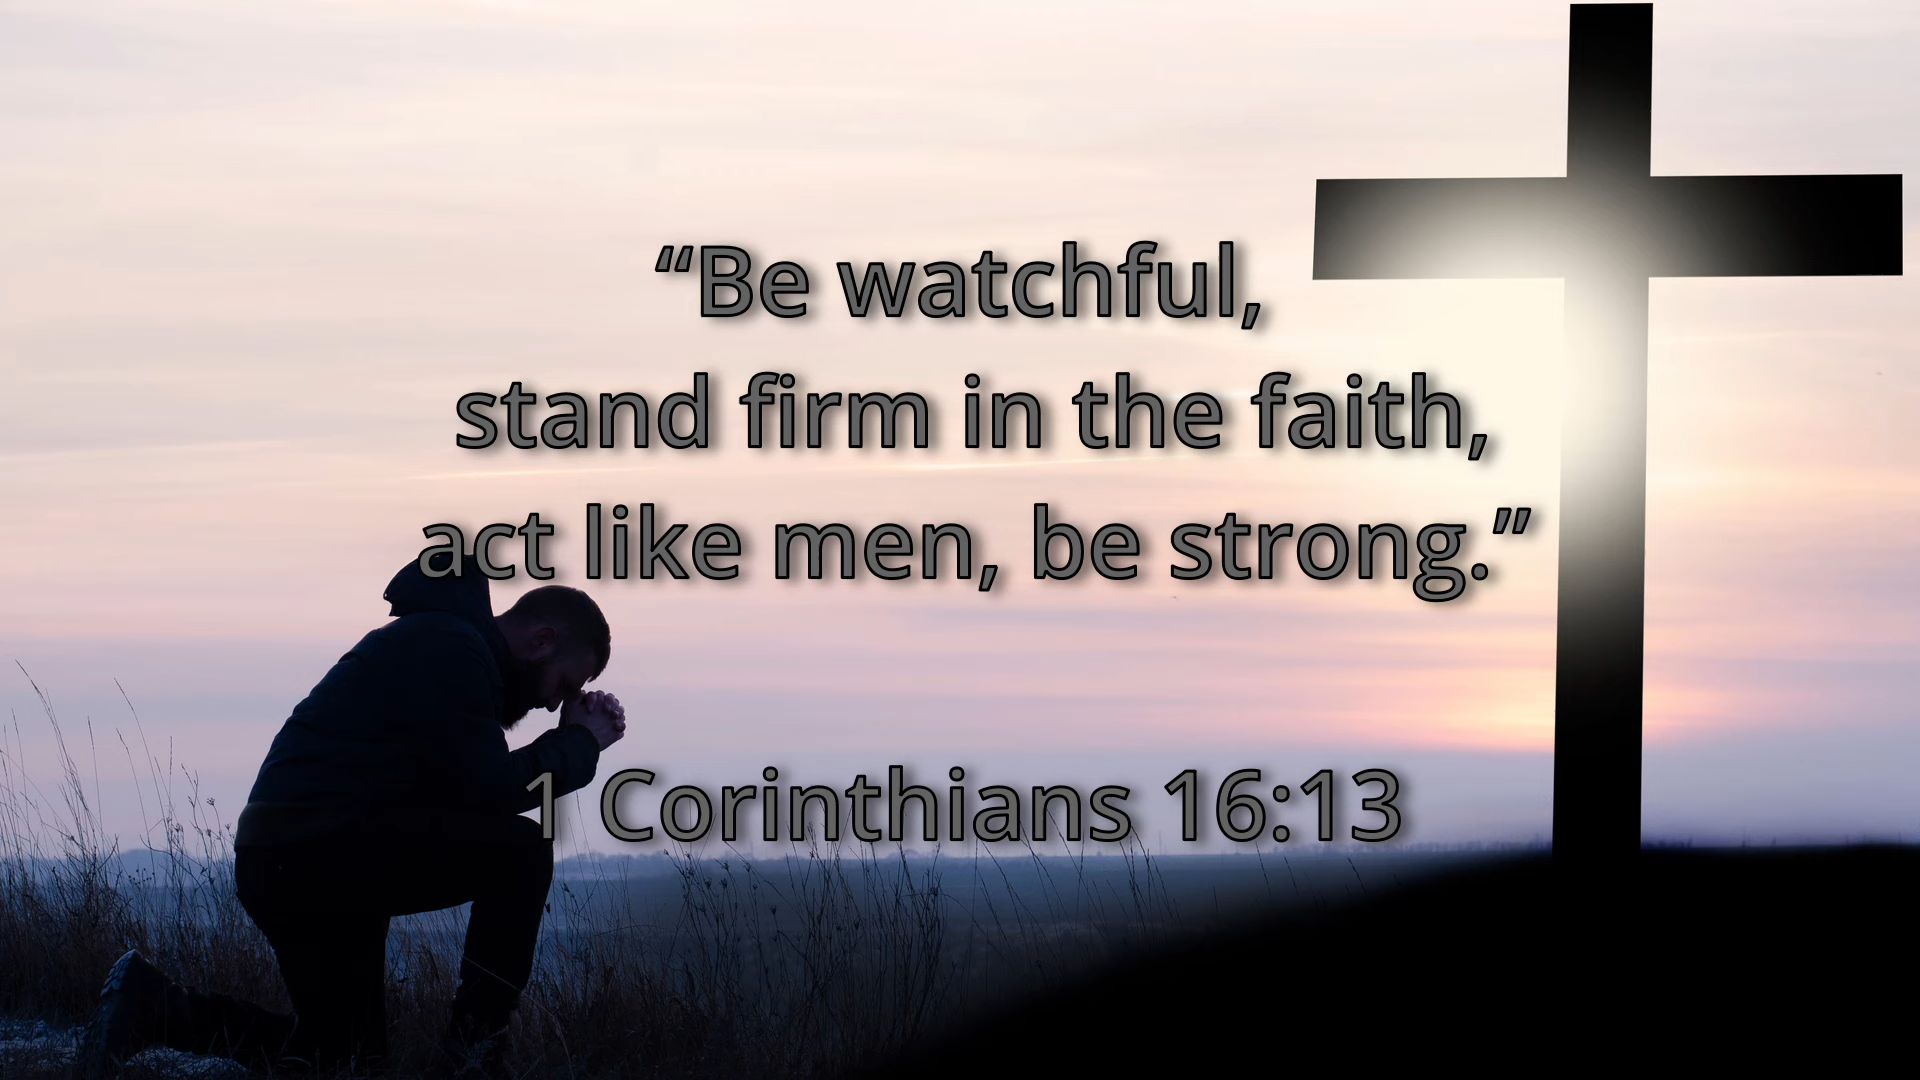 “Be watchful,
stand firm in the faith,
act like men, be strong.”
1 Corinthians 16:13